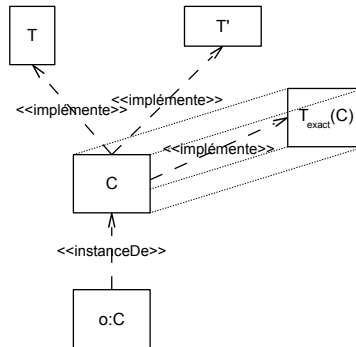 T
T'
<<implémente>>
<<implémente>>
T_exact(C)
C
<<implémente>>
<<instanceDe>>
o:C